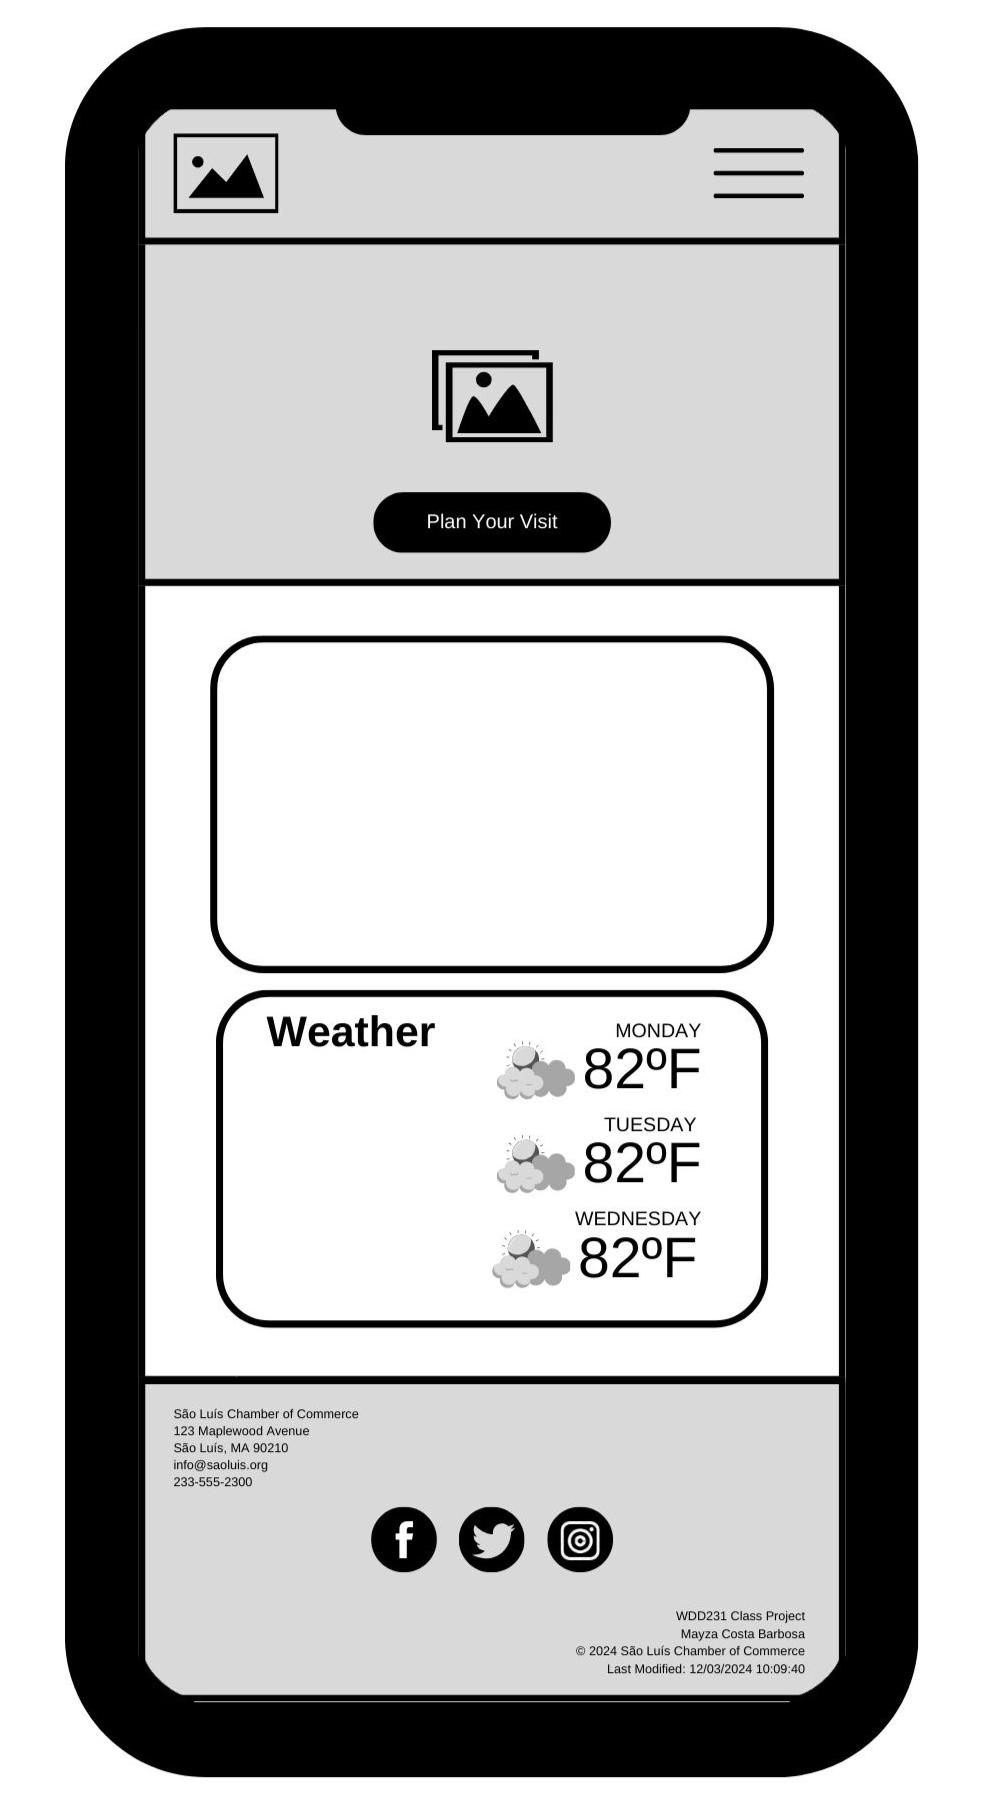 Plan Your Visit
Weather
MONDAY
82ºF
TUESDAY
82ºF
WEDNESDAY
82ºF
São Luís Chamber of Commerce
123 Maplewood Avenue
São Luís, MA 90210
info@saoluis.org
233-555-2300
WDD231 Class Project
Mayza Costa Barbosa
© 2024 São Luís Chamber of Commerce
Last Modified: 12/03/2024 10:09:40